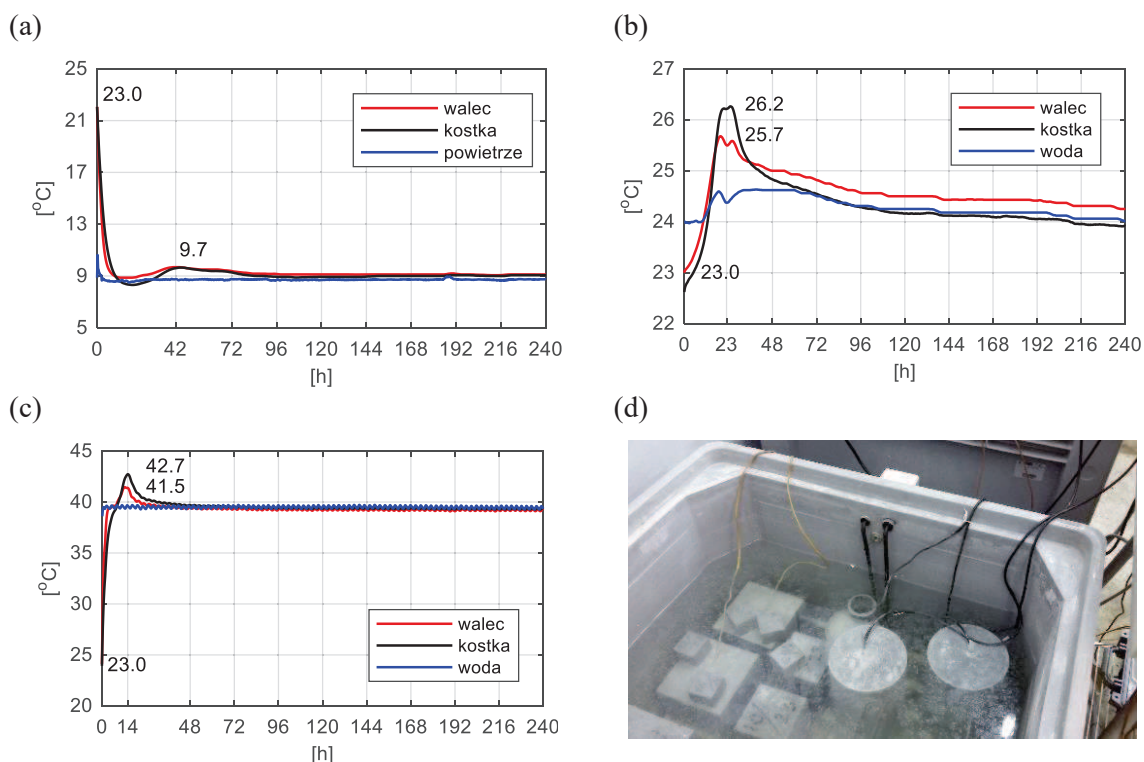 (a)
25
21
17
13
9
5
[°C]
23.0
9.7
walec
kostka
powietrze
0 42 72 96 120 144 168 192 216 240
[h]
(b)
27
26
25
24
23
22
[°C]
26.2
25.7
23.0
walec
kostka
woda
0 23 48 72 96 120 144 168 192 216 240
[h]
(c)
45
40
35
30
25
20
[°C]
42.7
41.5
23.0
walec
kostka
woda
0 14 48 72 96 120 144 168 192 216 240
[h]
(d)